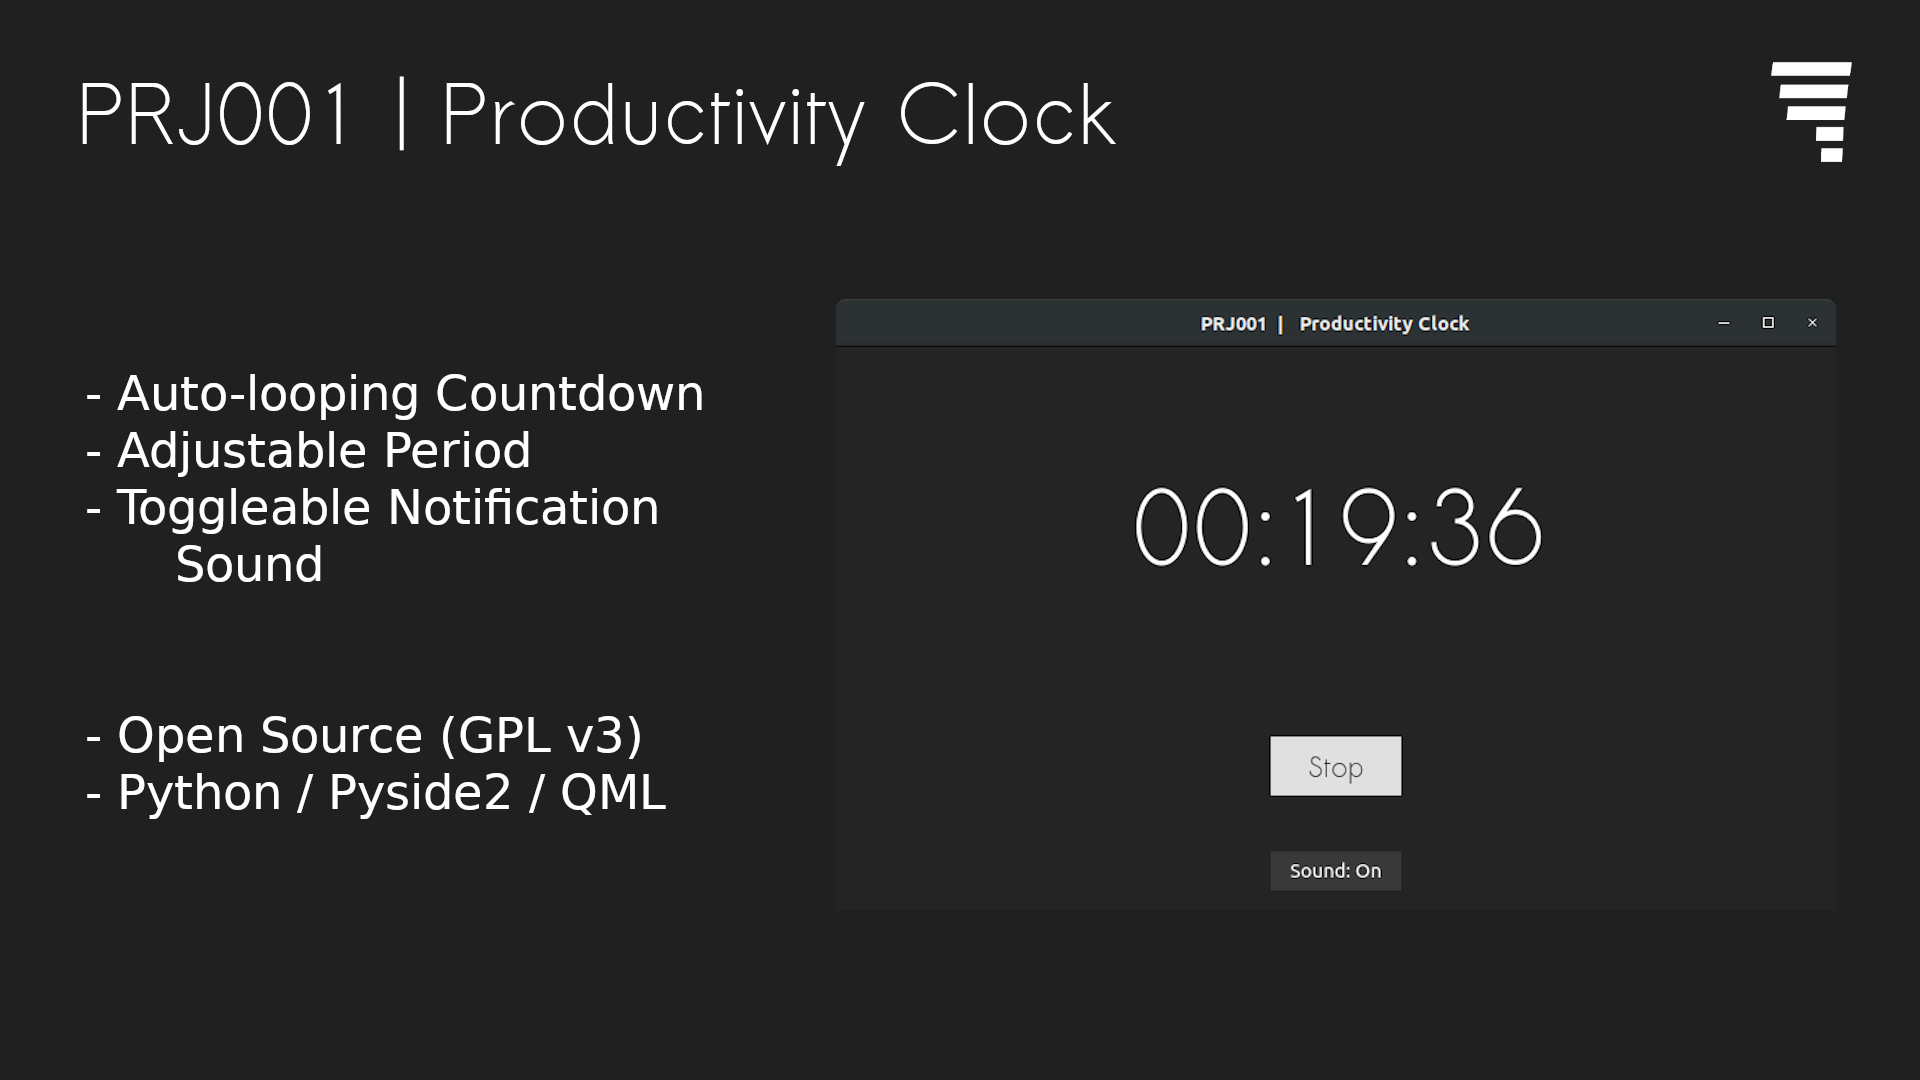 PRJ001 | Productivity Clock
- Auto-looping Countdown
- Adjustable Period
- Toggleable Notification
Sound
- Open Source (GPL v3)
- Python / Pyside2 / QML
PRJ001 | Productivity Clock
00:19:36
Stop
Sound: On